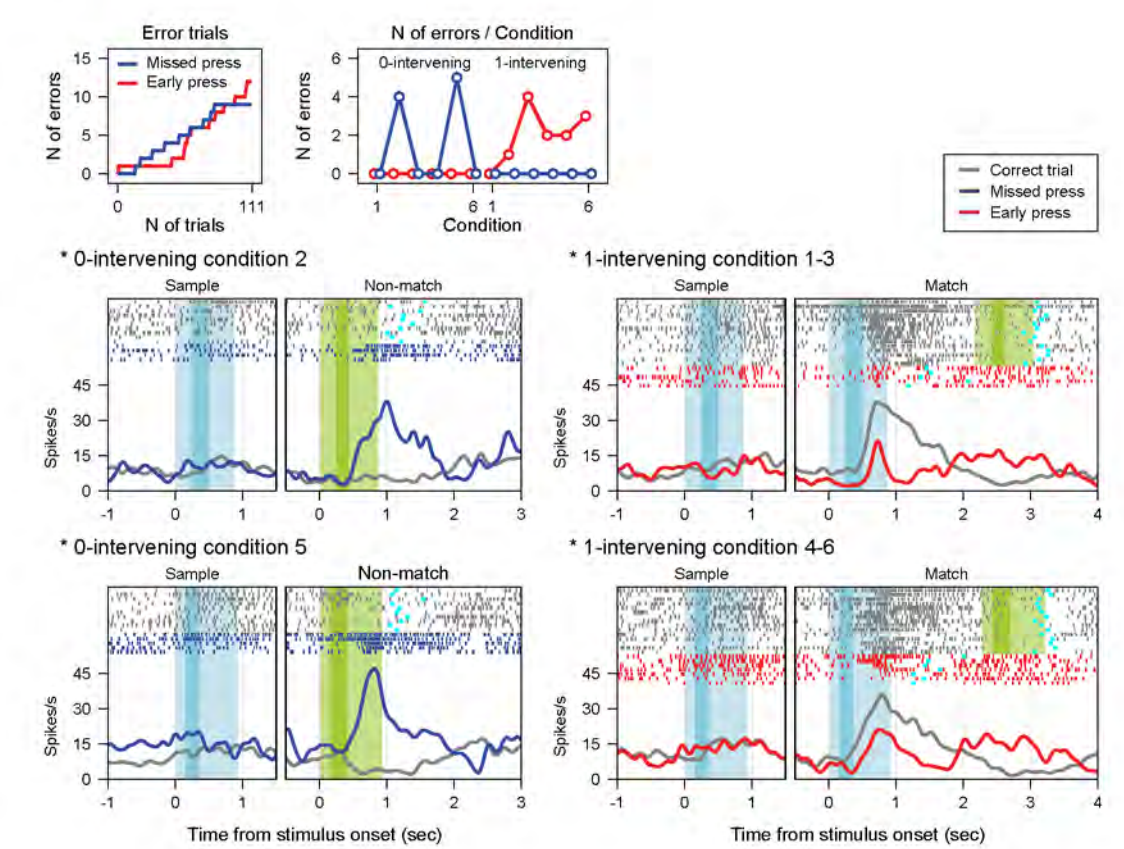 Error trials
N of errors
15
10
5
0
Missed press
Early press
0
111
N of trials
N of errors / Condition
N of errors
6
4
2
0
0-intervening
1-intervening
1
6
1
6
Condition
Correct trial
Missed press
Early press
* 0-intervening condition 2
Sample
Non-match
Spikes/s
45
30
15
0
-1
0
1
0
1
2
3
* 1-intervening condition 1-3
Sample
Match
Spikes/s
45
30
15
0
-1
0
1
0
1
2
3
4
* 0-intervening condition 5
Sample
Non-match
Spikes/s
45
30
15
0
-1
0
1
0
1
2
3
Time from stimulus onset (sec)
* 1-intervening condition 4-6
Sample
Match
Spikes/s
45
30
15
0
-1
0
1
0
1
2
3
4
Time from stimulus onset (sec)